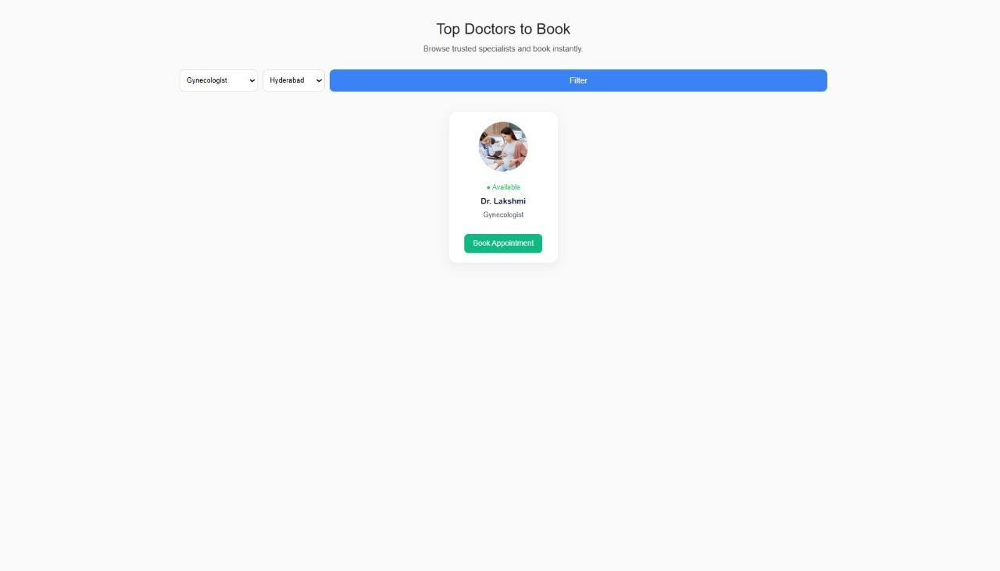 Top Doctors to Book
Browse trusted specialists and book instantly.
Gynecologist Hyderabad Filter
● Available
Dr. Lakshmi
Gynecologist
Book Appointment